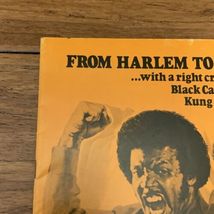 FROM HARLEM TO
...with a right cr
Black Ca
Kung